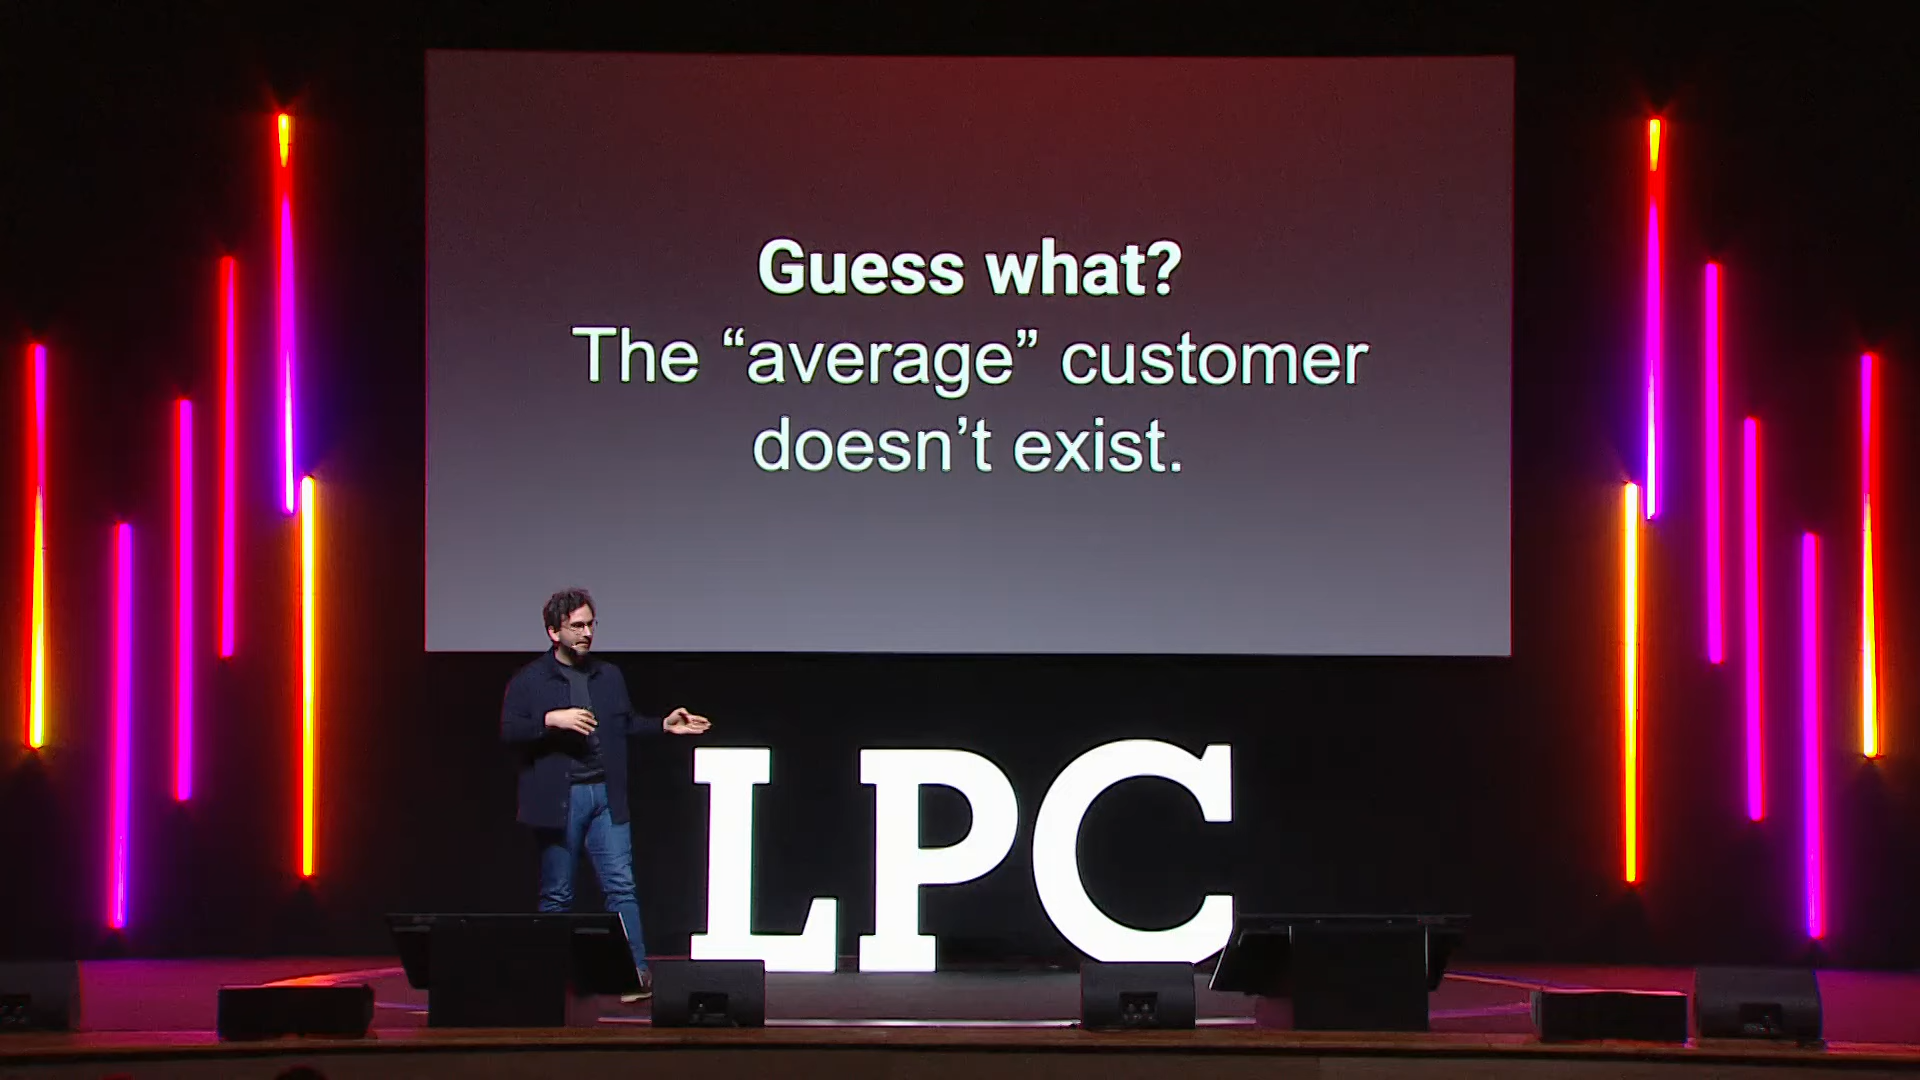 Guess what?
The “average” customer
doesn’t exist.
LPC